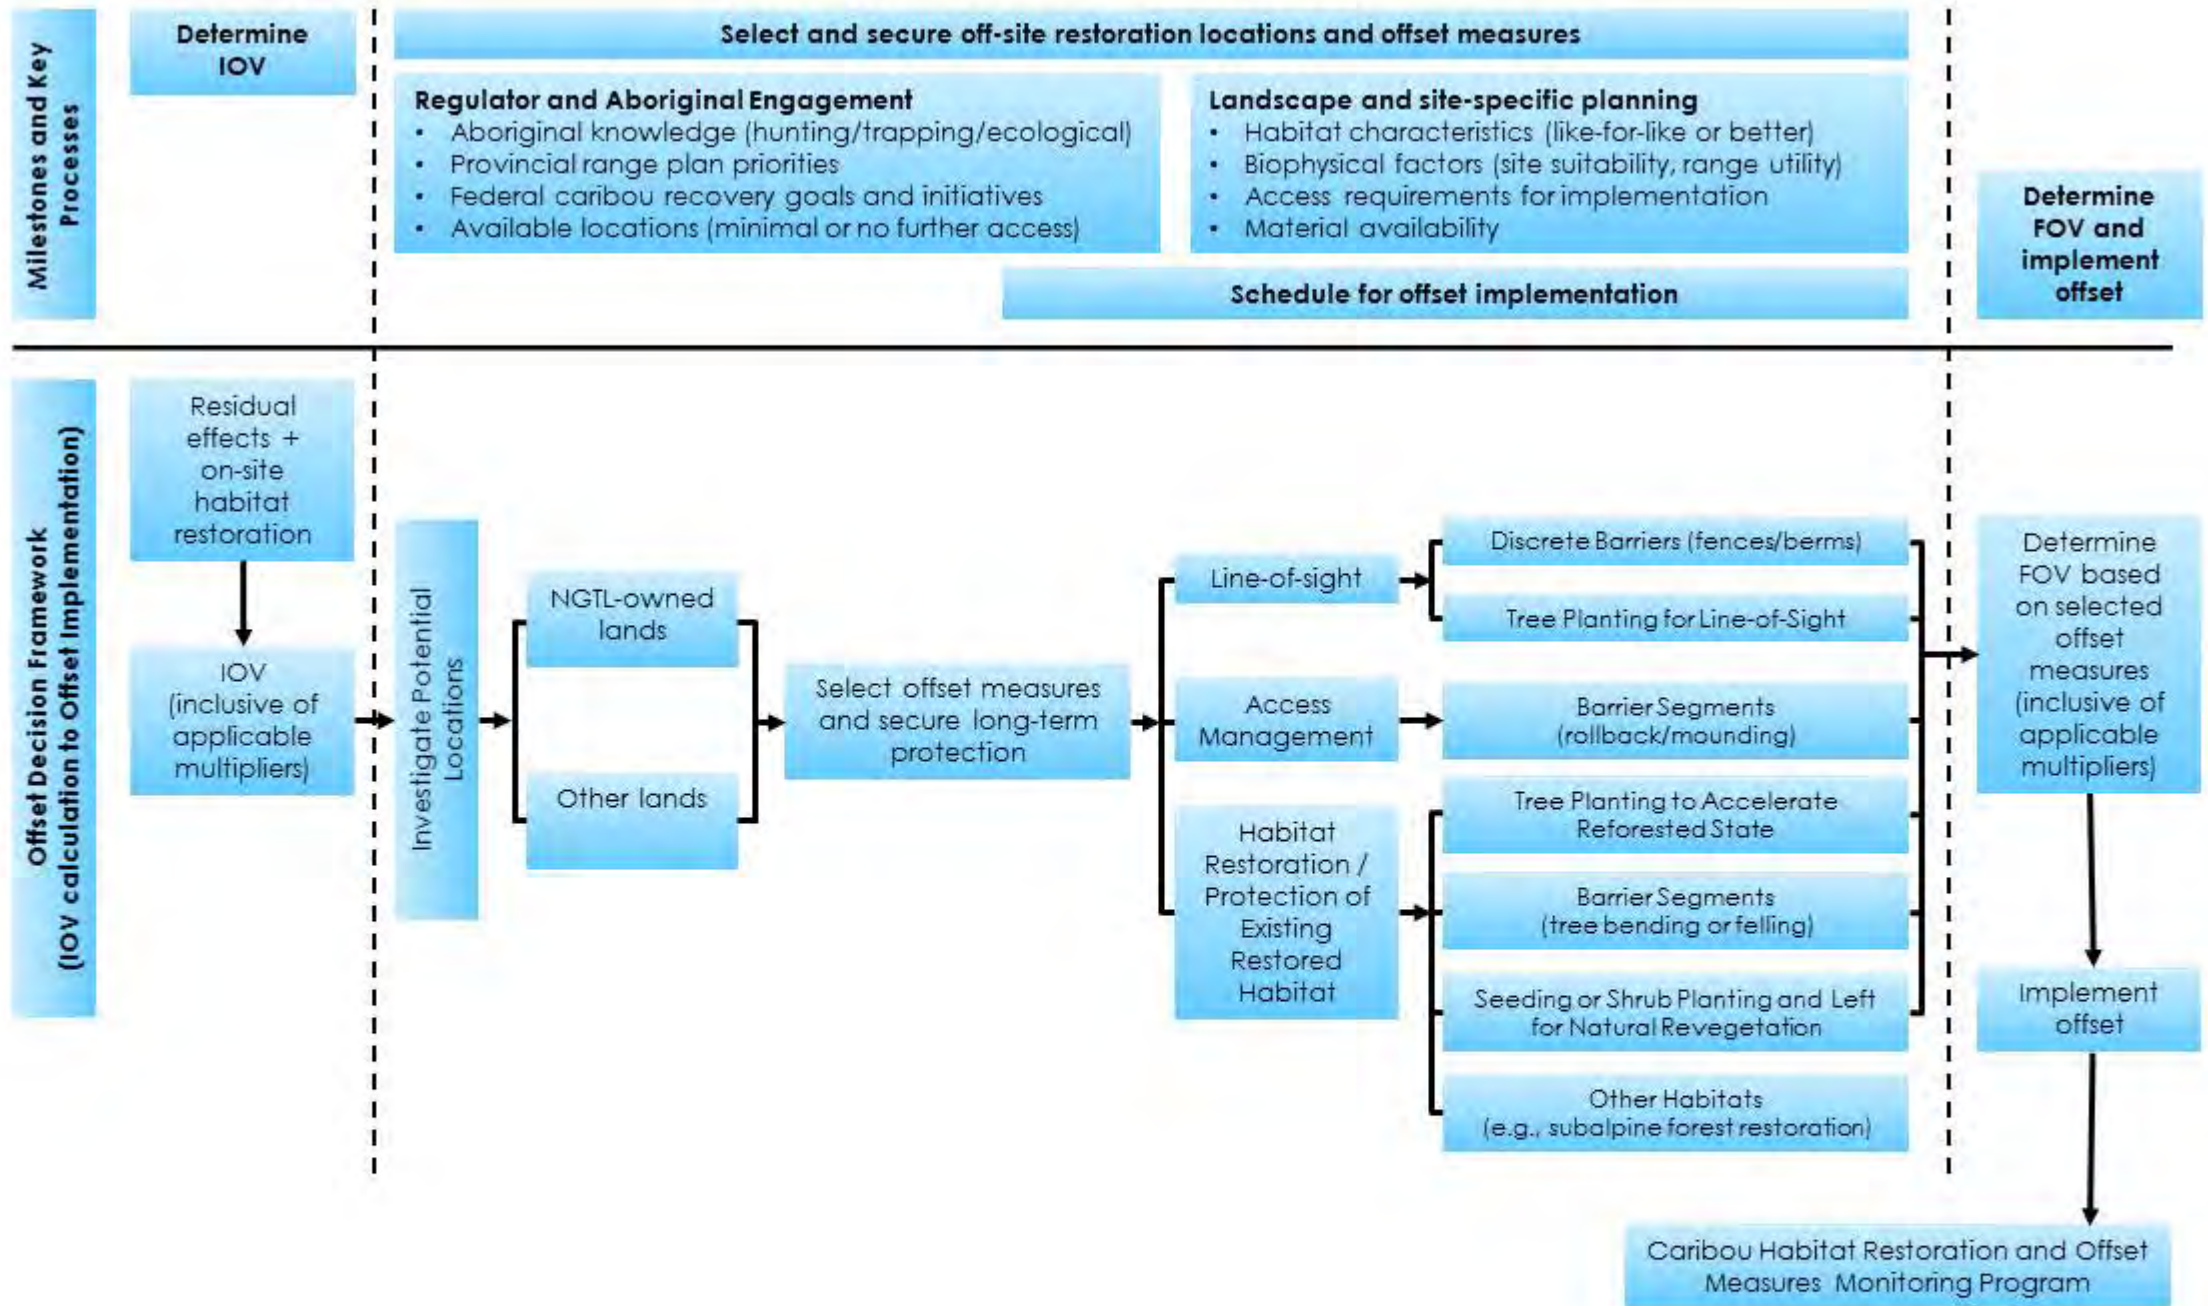 Milestones and Key
Processes
Determine
IOV
Select and secure off-site restoration locations and offset measures
Regulator and Aboriginal Engagement
• Aboriginal knowledge (hunting/trapping/ecological)
• Provincial range plan priorities
• Federal caribou recovery goals and initiatives
• Available locations (minimal or no further access)
Landscape and site-specific planning
• Habitat characteristics (like-for-like or better)
• Biophysical factors (site suitability, range utility)
• Access requirements for implementation
• Material availability
Schedule for offset implementation
Determine
FOV and
implement
offset
Offset Decision Framework
(IOV calculation to Offset Implementation)
Residual
effects +
on-site
habitat
restoration
IOV
(inclusive of
applicable
multipliers)
Investigate Potential
Locations
NGTL-owned
lands
Other lands
Select offset measures
and secure long-term
protection
Line-of-sight
Access
Management
Habitat
Restoration /
Protection of
Existing
Restored
Habitat
Discrete Barriers (fences/berms)
Tree Planting for Line-of-Sight
Barrier Segments
(rollback/mounding)
Tree Planting to Accelerate
Reforested State
Barrier Segments
(tree bending or felling)
Seeding or Shrub Planting and Left
for Natural Revegetation
Other Habitats
(e.g., subalpine forest restoration)
Determine
FOV based
on selected
offset
measures
(inclusive of
applicable
multipliers)
Implement
offset
Caribou Habitat Restoration and Offset
Measures Monitoring Program